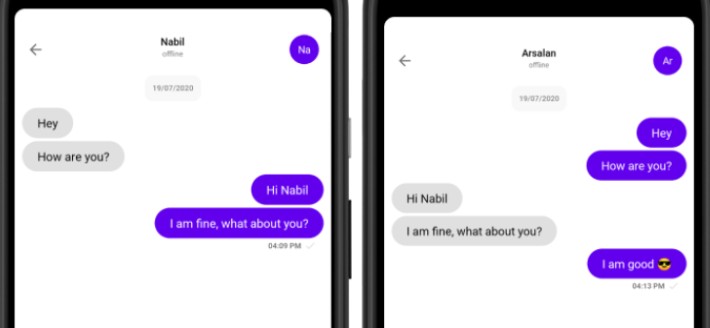 Nabil
offline
Na
19/07/2020
Hey
How are you?
Hi Nabil
I am fine, what about you?
04:09 PM
Arsalan
offline
Ar
19/07/2020
Hey
How are you?
Hi Nabil
I am fine, what about you?
I am good 😎
04:13 PM